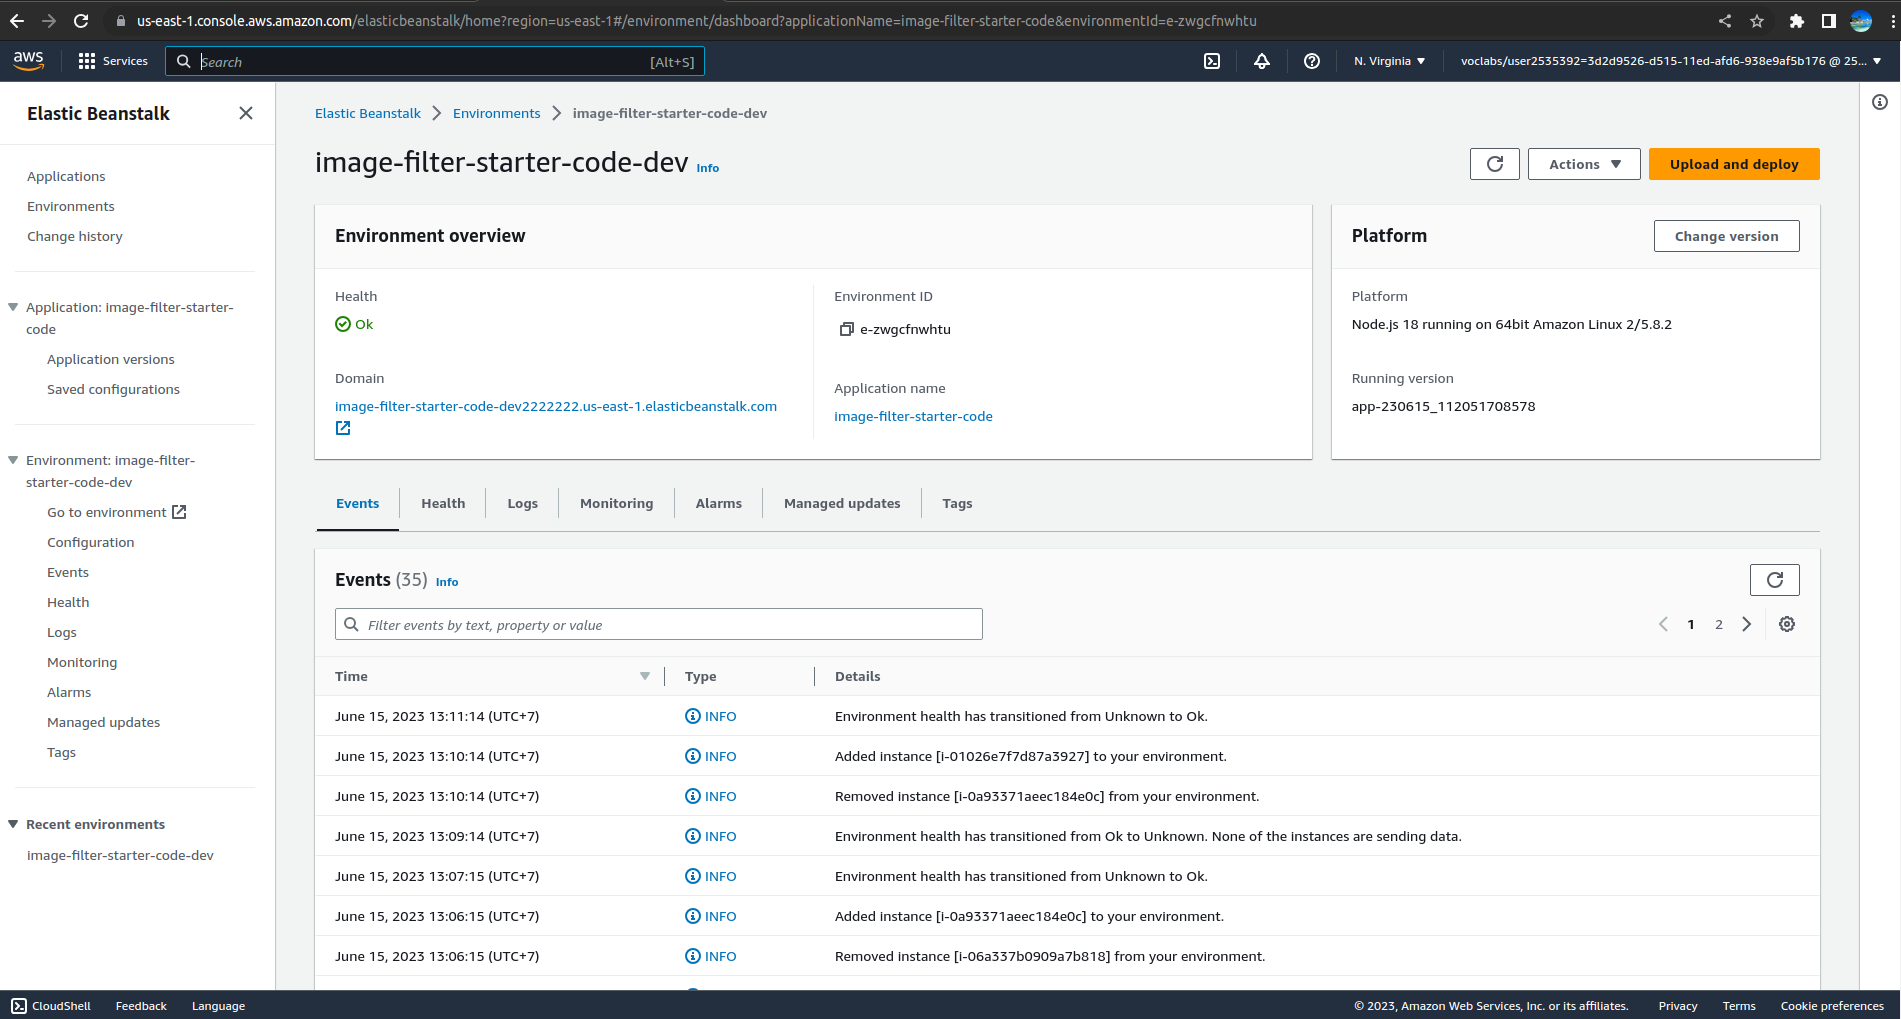 us-east-1.console.aws.amazon.com/elasticbeanstalk/home?region=us-east-1#/environment/dashboard?applicationName=image-filter-starter-code&environmentId=e-zwgcfnwhtu
aws Services Search [Alt+S] N. Virginia voclabs/user2535392=3d2d9526-d515-11ed-afd6-938e9af5b176 @ 25...
Elastic Beanstalk
Applications
Environments
Change history
Application: image-filter-starter-
code
Application versions
Saved configurations
Environment: image-filter-
starter-code-dev
Go to environment
Configuration
Events
Health
Logs
Monitoring
Alarms
Managed updates
Tags
Recent environments
image-filter-starter-code-dev
Elastic Beanstalk Environments image-filter-starter-code-dev
image-filter-starter-code-dev Info
Actions Upload and deploy
Environment overview
Health
Ok
Domain
image-filter-starter-code-dev2222222.us-east-1.elasticbeanstalk.com
Environment ID
e-zwgcfnwhtu
Application name
image-filter-starter-code
Platform Change version
Platform
Node.js 18 running on 64bit Amazon Linux 2/5.8.2
Running version
app-230615_112051708578
Events Health Logs Monitoring Alarms Managed updates Tags
Events (35) Info
Filter events by text, property or value 1 2
Time Type Details
June 15, 2023 13:11:14 (UTC+7) INFO Environment health has transitioned from Unknown to Ok.
June 15, 2023 13:10:14 (UTC+7) INFO Added instance [i-01026e7f7d87a3927] to your environment.
June 15, 2023 13:10:14 (UTC+7) INFO Removed instance [i-0a93371aeec184e0c] from your environment.
June 15, 2023 13:09:14 (UTC+7) INFO Environment health has transitioned from Ok to Unknown. None of the instances are sending data.
June 15, 2023 13:07:15 (UTC+7) INFO Environment health has transitioned from Unknown to Ok.
June 15, 2023 13:06:15 (UTC+7) INFO Added instance [i-0a93371aeec184e0c] to your environment.
June 15, 2023 13:06:15 (UTC+7) INFO Removed instance [i-06a337b0909a7b818] from your environment.
CloudShell Feedback Language © 2023, Amazon Web Services, Inc. or its affiliates. Privacy Terms Cookie preferences